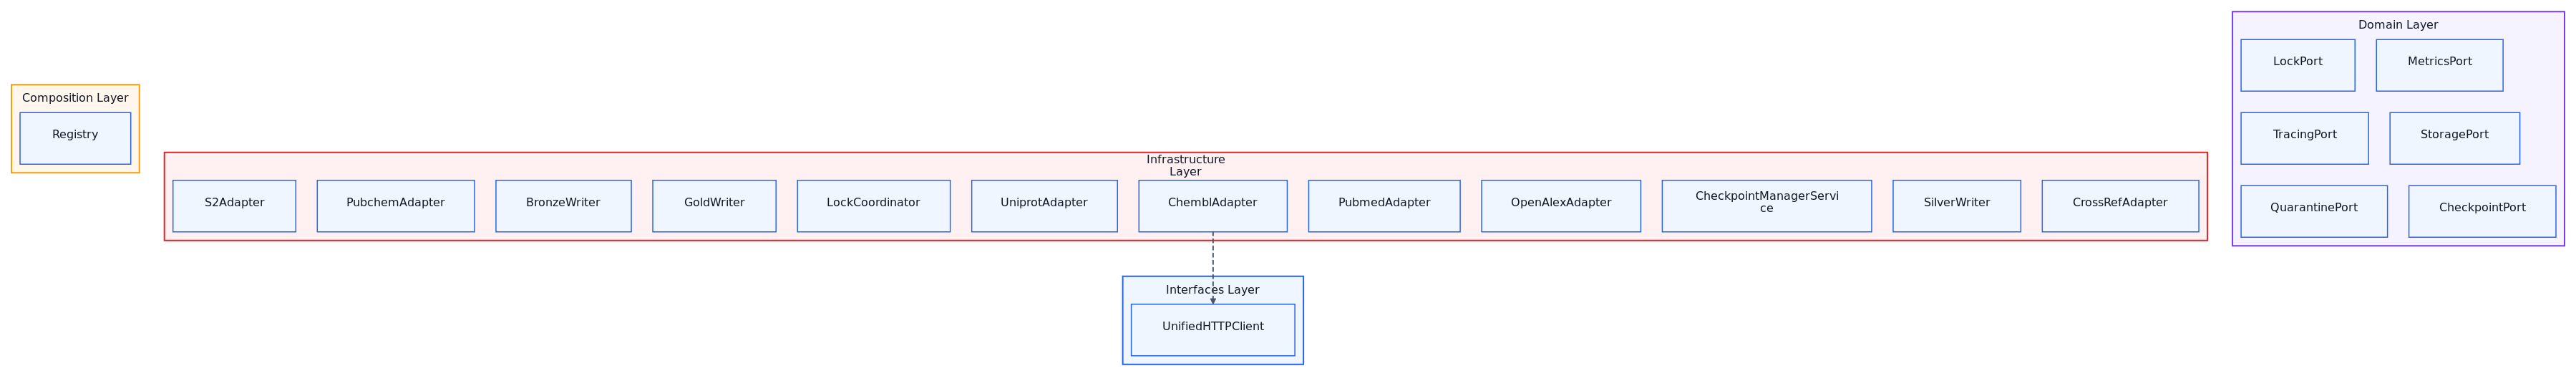 Composition Layer
Registry
Infrastructure
Layer
S2Adapter
PubchemAdapter
BronzeWriter
GoldWriter
LockCoordinator
UniprotAdapter
ChemblAdapter
PubmedAdapter
OpenAlexAdapter
CheckpointManagerServi
ce
SilverWriter
CrossRefAdapter
Interfaces Layer
UnifiedHTTPClient
Domain Layer
LockPort
MetricsPort
TracingPort
StoragePort
QuarantinePort
CheckpointPort